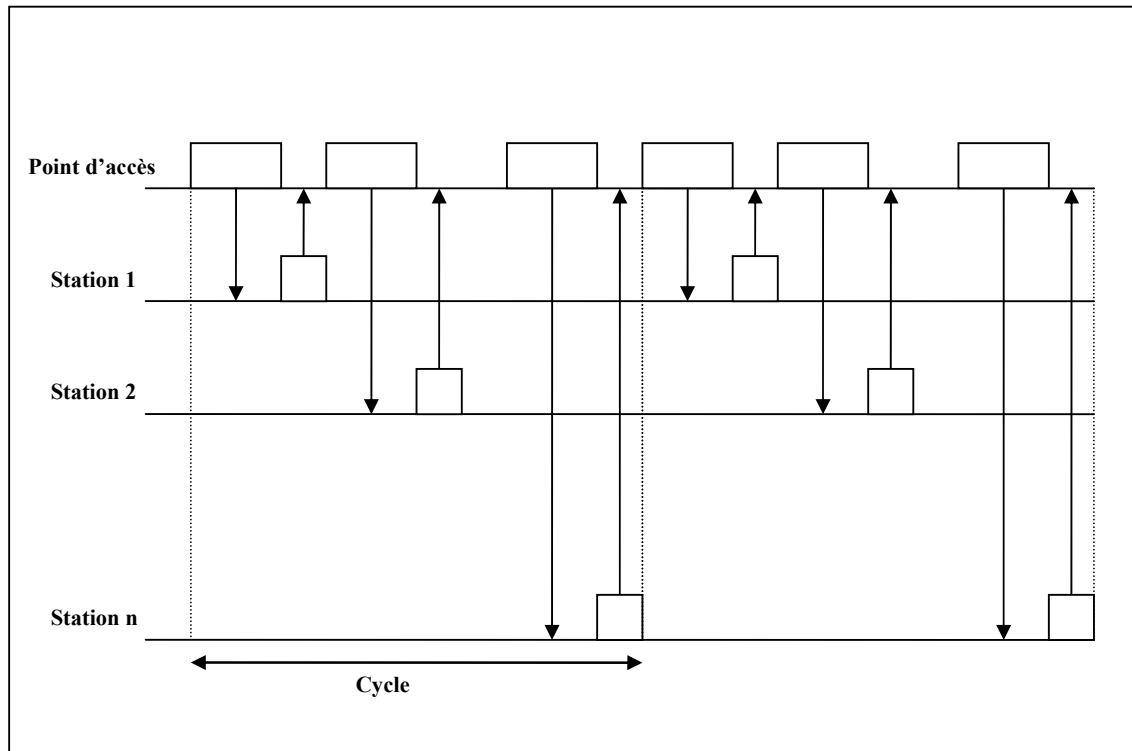 Point d’accès
Station 1
Station 2
Station n
Cycle